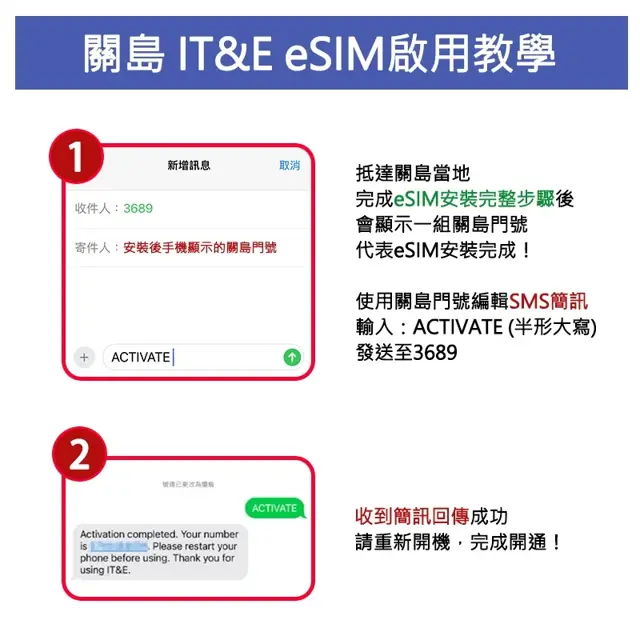 關島 IT&E eSIM啟用教學
1
新增訊息
取消
收件人：3689
寄件人：安裝後手機顯示的關島門號
ACTIVATE
抵達關島當地
完成eSIM安裝完整步驟後
會顯示一組關島門號
代表eSIM安裝完成！
使用關島門號編輯SMS簡訊
輸入：ACTIVATE (半形大寫)
發送至3689
2
ACTIVATE
Activation completed. Your number
is
. Please restart your
phone before using. Thank you for
using IT&E.
收到簡訊回傳成功
請重新開機，完成開通！